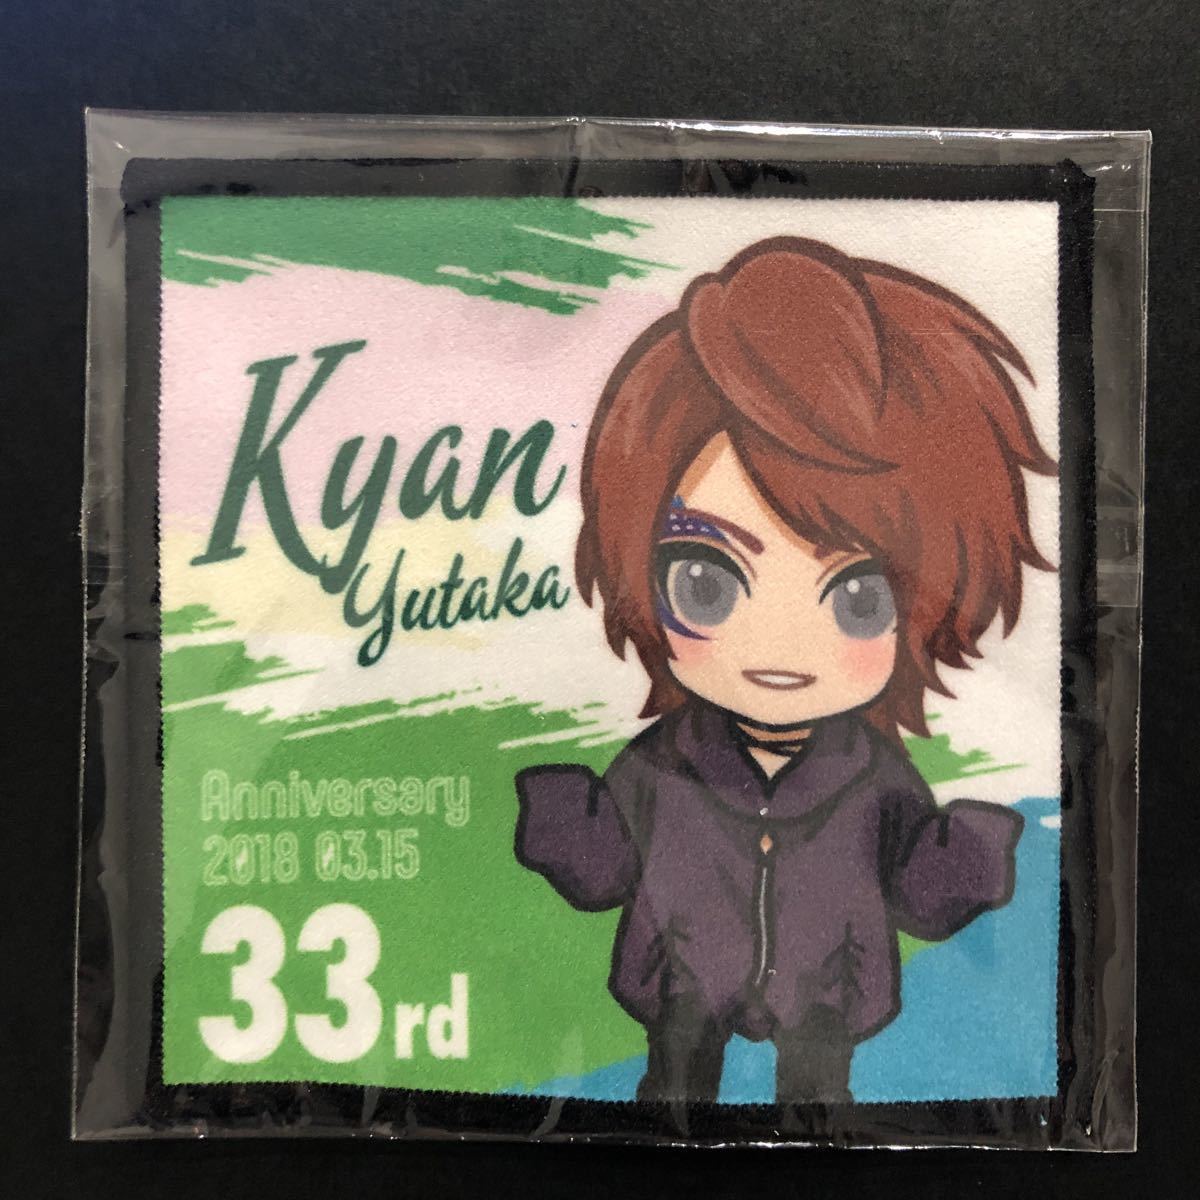 Kyan
Yutaka
Anniversary
2018 03.15
33rd